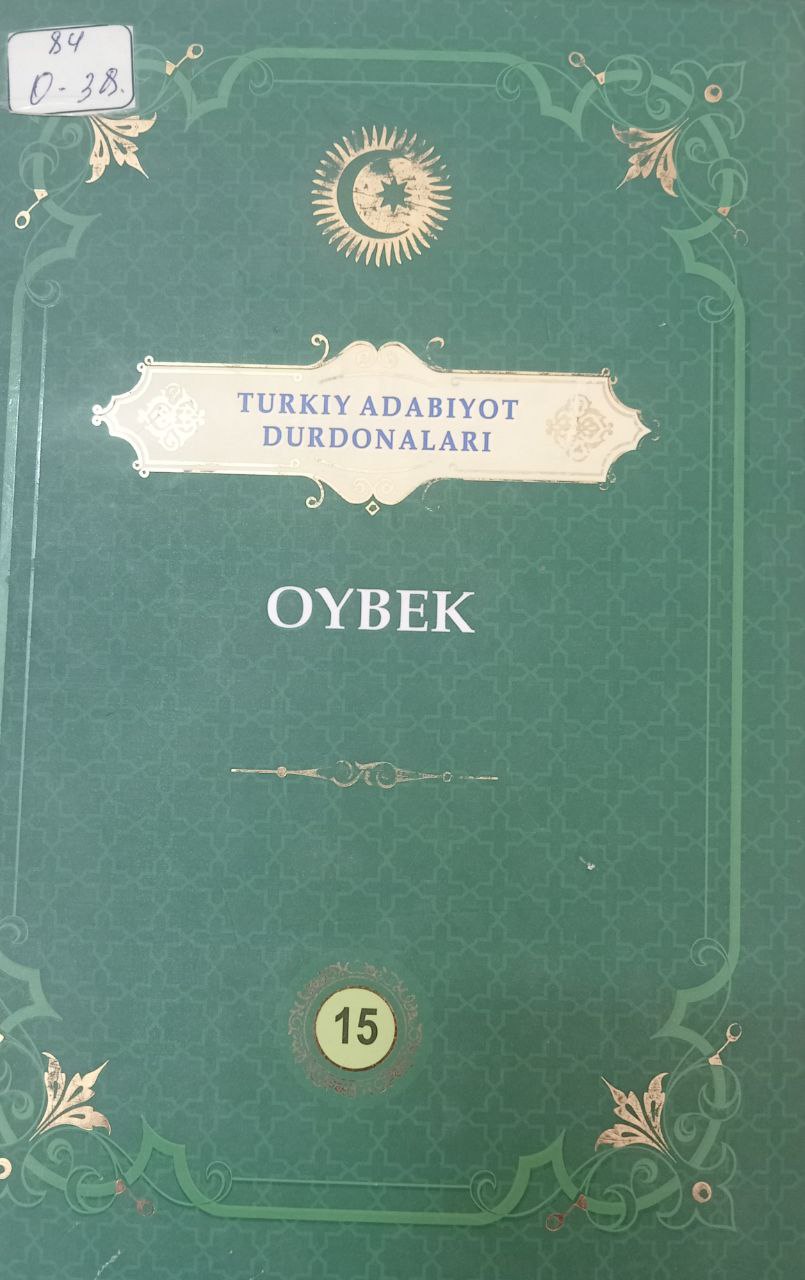 84
O-38.
TURKIY ADABIYOT
DURDONALARI
OYBEK
15